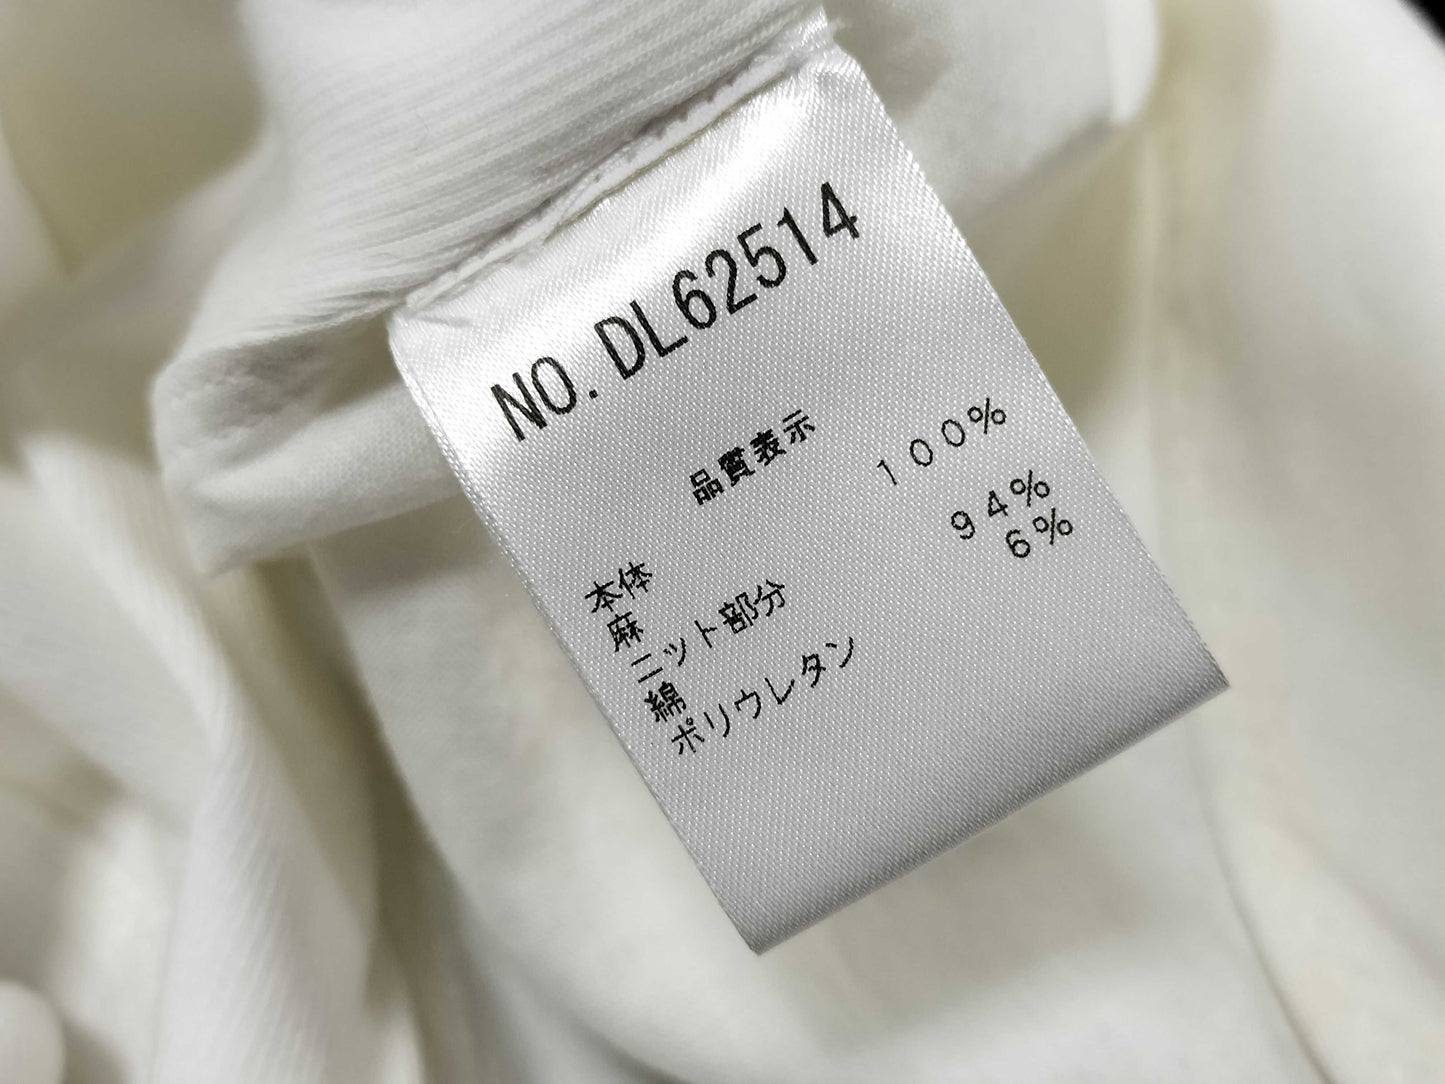 NO. DL62514
品質表示
本体
麻 100%
ニット部分
綿 94%
ポリウレタン 6%